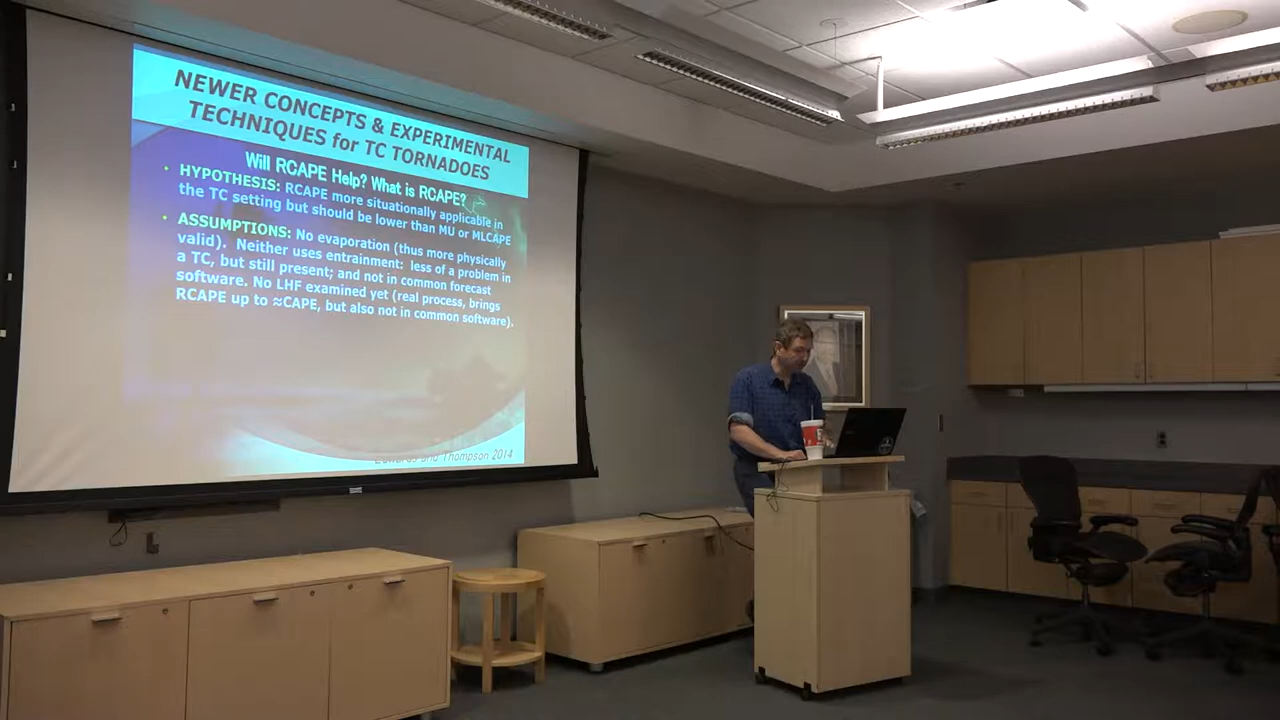 NEWER CONCEPTS & EXPERIMENTAL
TECHNIQUES for TC TORNADOES
Will RCAPE Help? What is RCAPE?
• HYPOTHESIS: RCAPE more situationally applicable in
the TC setting but should be lower than MU or MLCAPE
• ASSUMPTIONS: No evaporation (thus more physically
valid). Neither uses entrainment: less of a problem in
a TC, but still present; and not in common forecast
software. No LHF examined yet (real process, brings
RCAPE up to ≈CAPE, but also not in common software).
Edwards and Thompson 2014